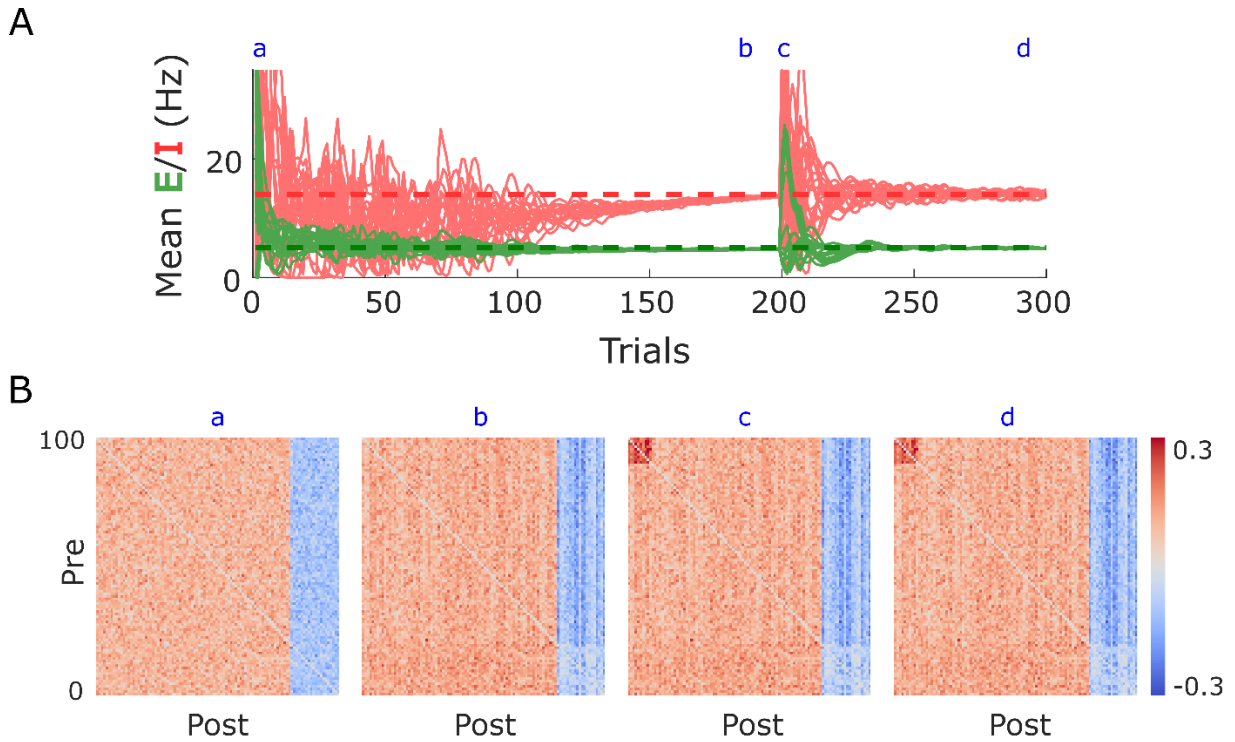 A
a b c d
Mean E/I (Hz)
20
0
0 50 100 150 200 250 300
Trials
B
a b c d
100
Pre
0
0.3
-0.3
Post Post Post Post